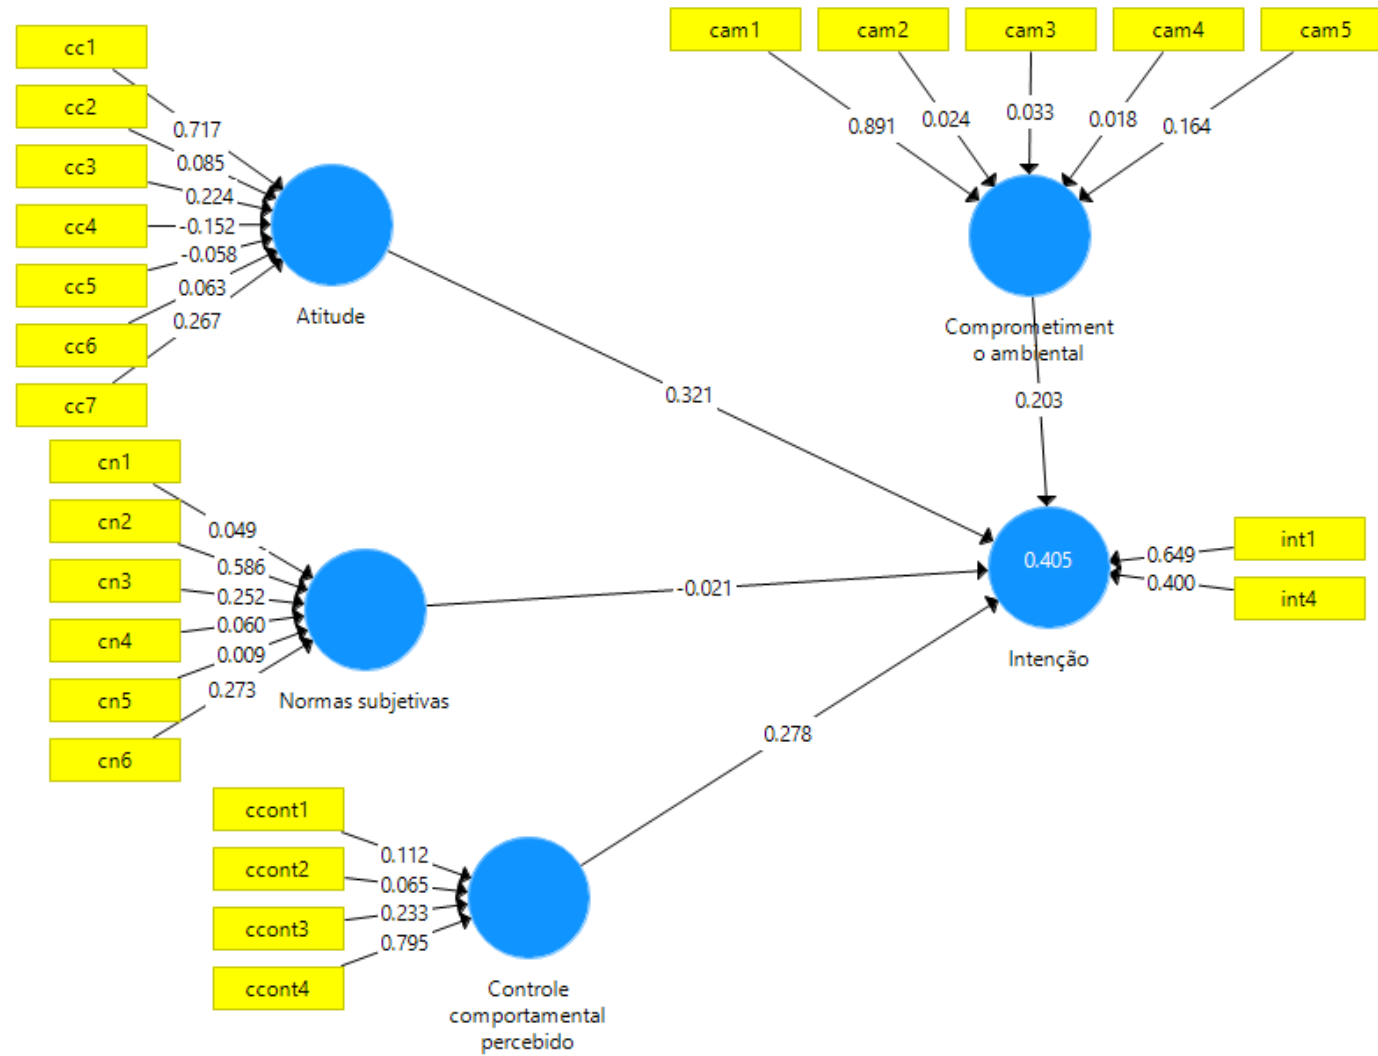 cc1
cc2
cc3
cc4
cc5
cc6
cc7
0.717
0.085
0.224
-0.152
-0.058
0.063
0.267
Atitude
cam1
cam2
cam3
cam4
cam5
0.891
0.024
0.033
0.018
0.164
Compromentiment
o ambiental
0.321
0.203
cn1
cn2
cn3
cn4
cn5
cn6
0.049
0.586
0.252
0.060
0.009
0.273
Normas subjetivas
-0.021
0.405
Intenção
0.649
0.400
int1
int4
0.278
ccont1
ccont2
ccont3
ccont4
0.112
0.065
0.233
0.795
Controle
comportamental
percebido